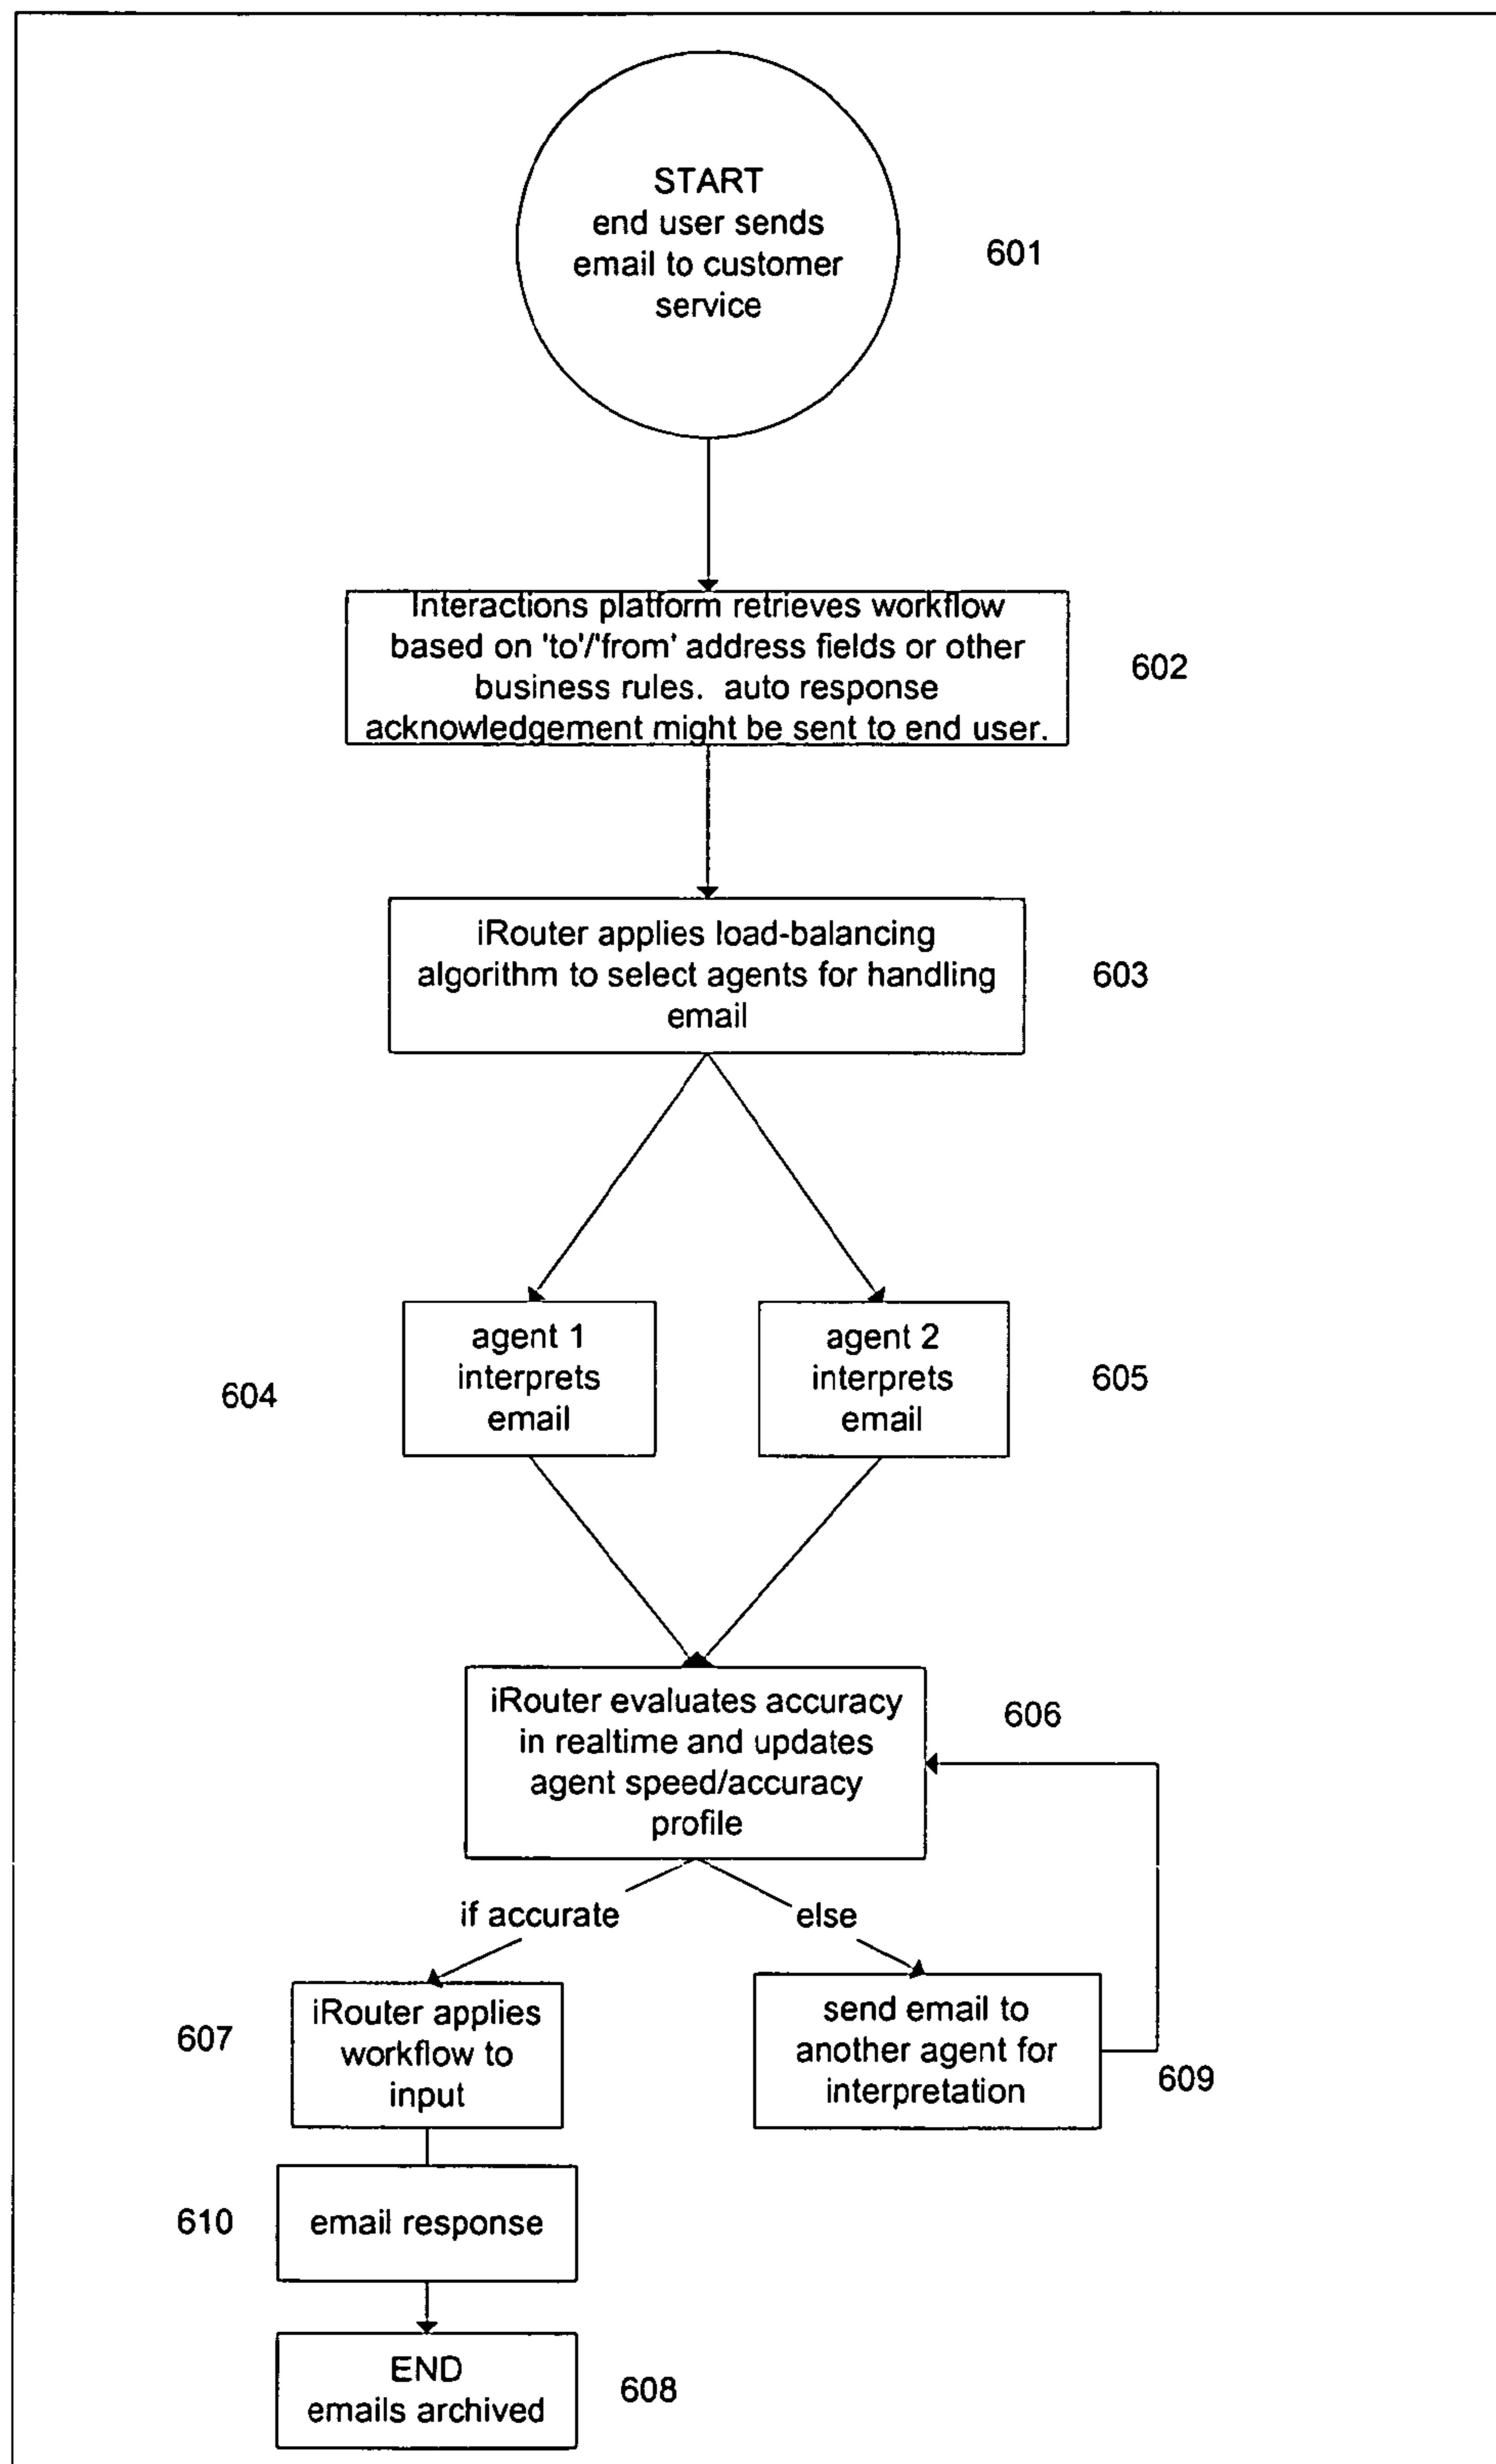 START
end user sends
email to customer
service
601
Interactions platform retrieves workflow
based on 'to'/'from' address fields or other
business rules. auto response
acknowledgement might be sent to end user.
602
iRouter applies load-balancing
algorithm to select agents for handling
email
603
agent 1
interprets
email
604
agent 2
interprets
email
605
iRouter evaluates accuracy
in realtime and updates
agent speed/accuracy
profile
606
if accurate
else
iRouter applies
workflow to
input
607
send email to
another agent for
interpretation
609
email response
610
END
emails archived
608